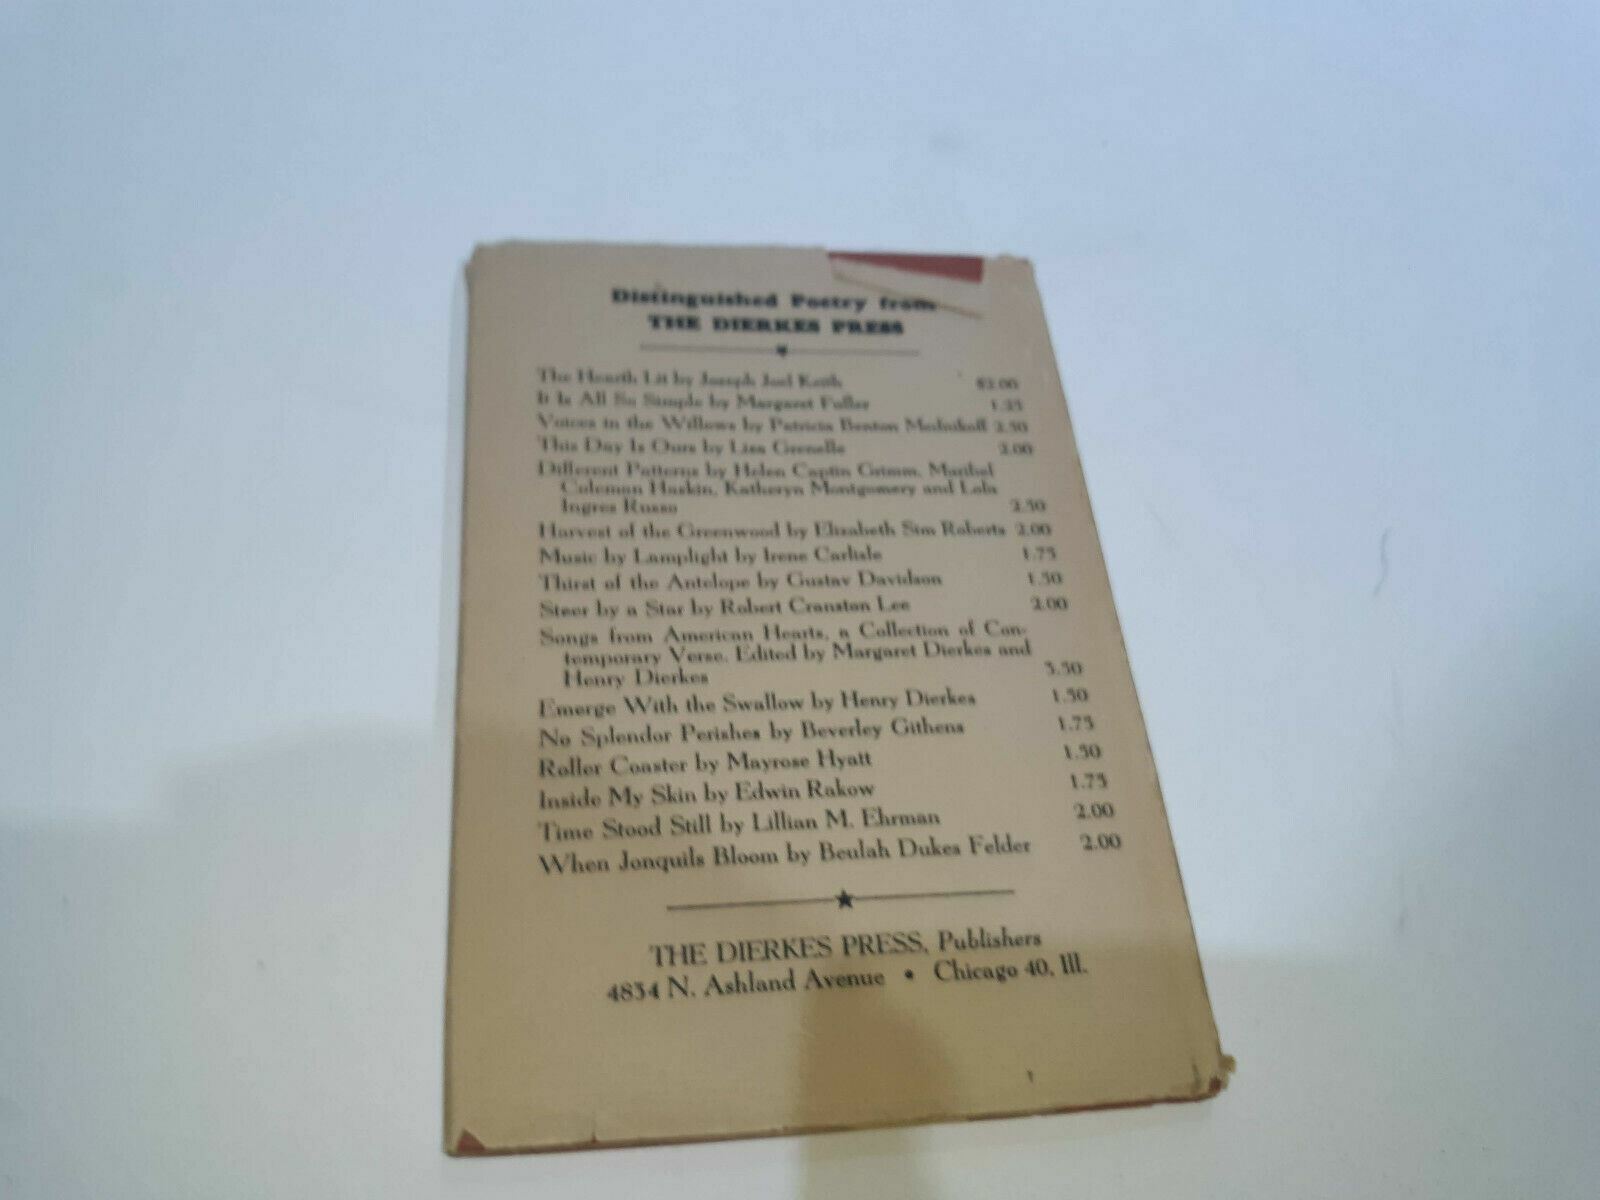 Distinguished Poetry from
THE DIERKES PRESS
The Hearth Lit by Joseph Joel Keith $2.00
It Is All So Simple by Margaret Fuller 1.25
Voices in the Willows by Patricia Benton Mednikoff 2.50
This Day Is Ours by Lisa Grenelle 2.00
Different Patterns by Helen Captin Grimm, Maribel
Coleman Haskin, Katheryn Montgomery and Lola
Ingres Russo 2.50
Harvest of the Greenwood by Elizabeth Sim Roberts 2.00
Music by Lamplight by Irene Carlisle 1.75
Thirst of the Antelope by Gustav Davidson 1.50
Steer by a Star by Robert Cranston Lee 2.00
Songs from American Hearts, a Collection of Con-
temporary Verse. Edited by Margaret Dierkes and
Henry Dierkes 3.50
Emerge With the Swallow by Henry Dierkes 1.50
No Splendor Perishes by Beverley Githens 1.75
Roller Coaster by Mayrose Hyatt 1.50
Inside My Skin by Edwin Rakow 1.75
Time Stood Still by Lillian M. Ehrman 2.00
When Jonquils Bloom by Beulah Dukes Felder 2.00
THE DIERKES PRESS, Publishers
4834 N. Ashland Avenue • Chicago 40, Ill.